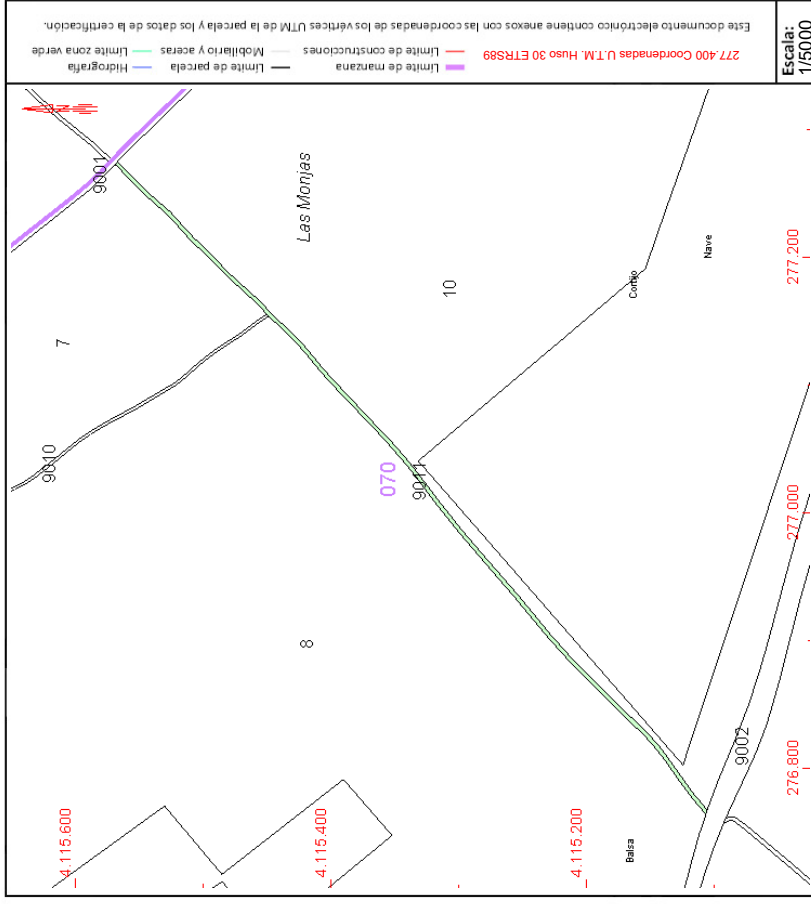 Este documento electrónico contiene anexos con las coordenadas de los vértices UTM de la parcela y los datos de la certificación.
277.400 Coordenadas U.T.M. Huso 30 ETRS89
Límite de manzana
Límite de construcciones
Límite de parcela
Mobiliario y aceras
Hidrografía
Límite zona verde
Escala:
1/5000
9001
Las Monjas
7
10
9010
070
9011
Cortijo
Nave
277.200
277.000
8
9002
276.800
4.115.600
4.115.400
4.115.200
Balsa